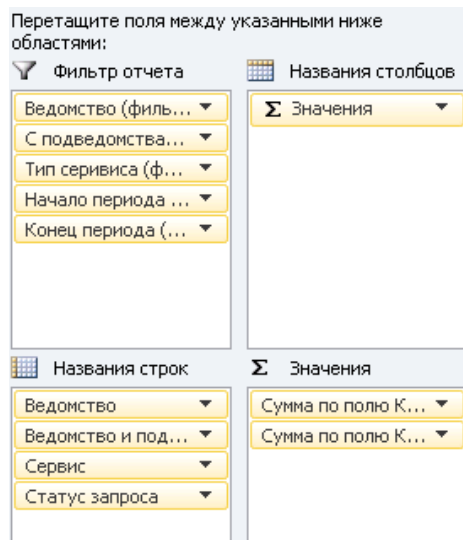 Перетащите поля между указанными ниже
областями:
Фильтр отчета
Названия столбцов
Ведомство (филь...
С подведомства...
Тип серивиса (ф...
Начало периода ...
Конец периода (...
Σ Значения
Названия строк
Σ Значения
Ведомство
Ведомство и под...
Сервис
Статус запроса
Сумма по полю К...
Сумма по полю К...